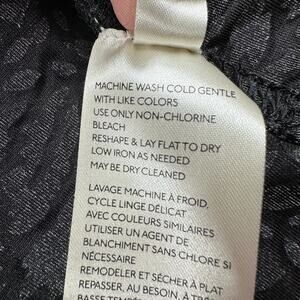 MACHINE WASH COLD GENTLE
WITH LIKE COLORS
USE ONLY NON-CHLORINE
BLEACH
RESHAPE & LAY FLAT TO DRY
LOW IRON AS NEEDED
MAY BE DRY CLEANED
LAVAGE MACHINE À FROID,
CYCLE LINGE DÉLICAT
AVEC COULEURS SIMILAIRES
UTILISER UN AGENT DE
BLANCHIMENT SANS CHLORE SI
NÉCESSAIRE
REMODELER ET SÉCHER À PLAT
REPASSER, AU BESOIN, À
BASSE